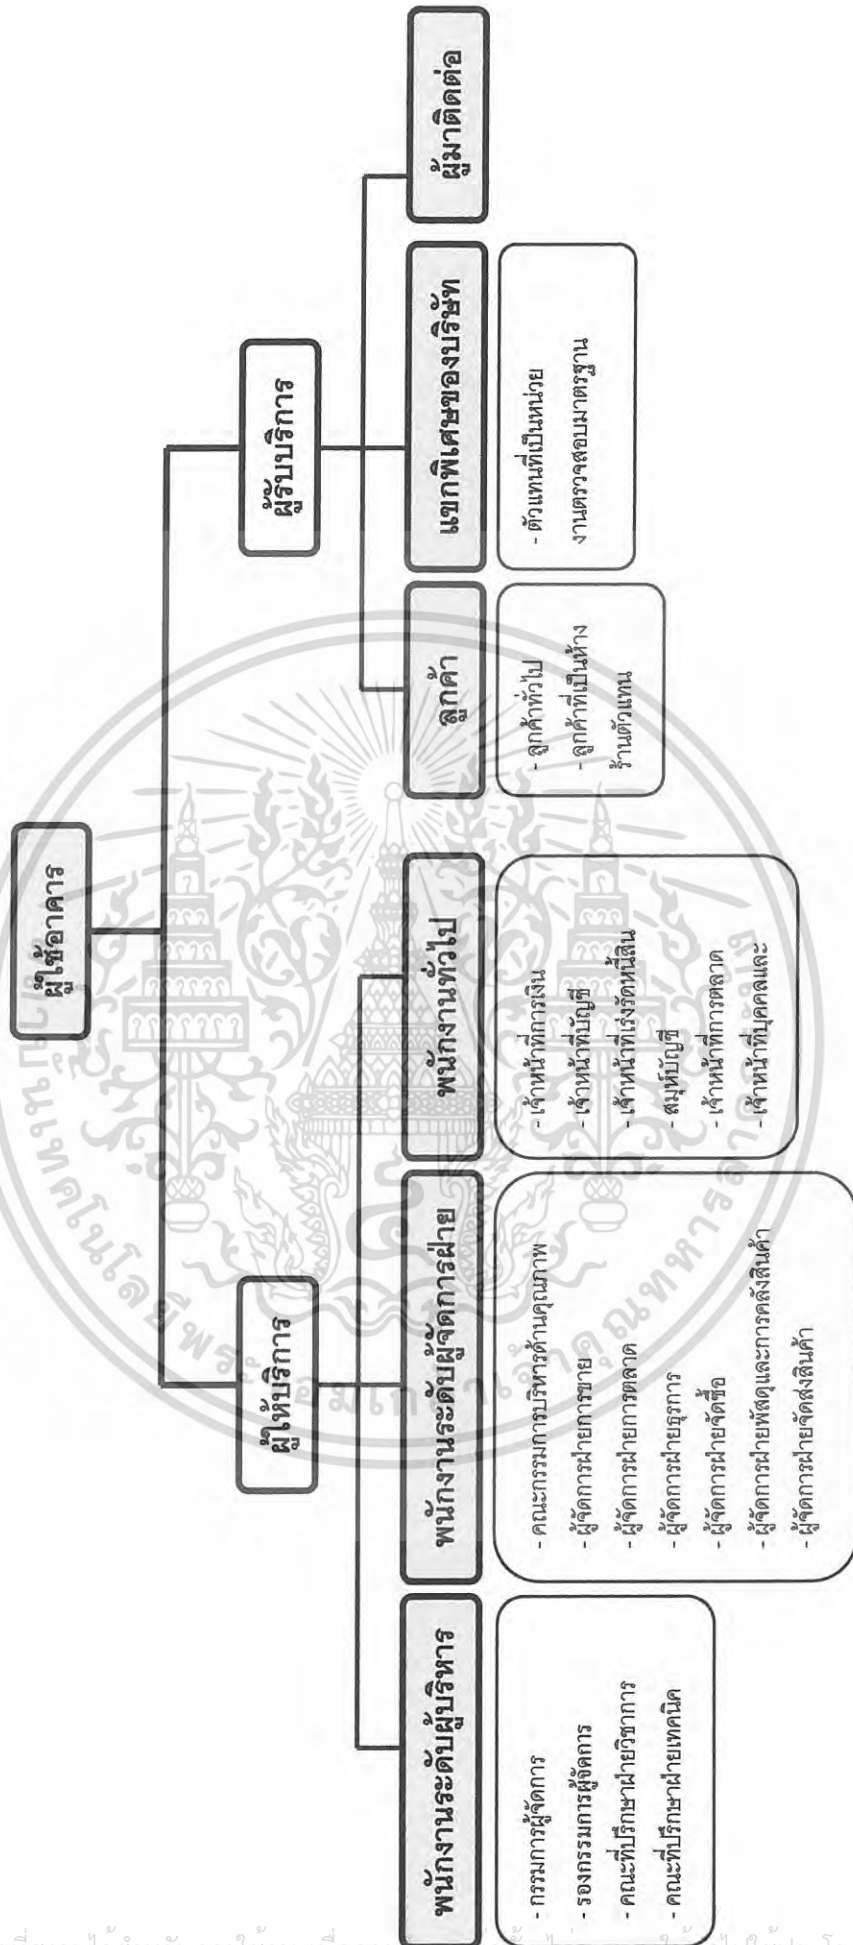 ผู้ใช้อาคาร
ผู้ให้บริการ
ผู้รับบริการ
พนักงานระดับผู้บริหาร
พนักงานระดับผู้จัดการฝ่าย
พนักงานทั่วไป
ลูกค้า
แขกพิเศษของบริษัท
ผู้มาติดต่อ
- กรรมการผู้จัดการ
- รองกรรมการผู้จัดการ
- คณะที่ปรึกษาฝ่ายวิชาการ
- คณะที่ปรึกษาฝ่ายเทคนิค
- คณะกรรมการบริหารด้านคุณภาพ
- ผู้จัดการฝ่ายการขาย
- ผู้จัดการฝ่ายการตลาด
- ผู้จัดการฝ่ายธุรการ
- ผู้จัดการฝ่ายจัดซื้อ
- ผู้จัดการฝ่ายพัสดุและการคลังสินค้า
- ผู้จัดการฝ่ายจัดส่งสินค้า
- เจ้าหน้าที่การเงิน
- เจ้าหน้าที่บัญชี
- เจ้าหน้าที่เร่งรัดหนี้สิน
- สมุห์บัญชี
- เจ้าหน้าที่การตลาด
- เจ้าหน้าที่บุคคลและ
- ลูกค้าทั่วไป
- ลูกค้าที่เป็นห้าง
ร้านตัวแทน
- ตัวแทนที่เป็นหน่วย
งานตรวจสอบมาตรฐาน